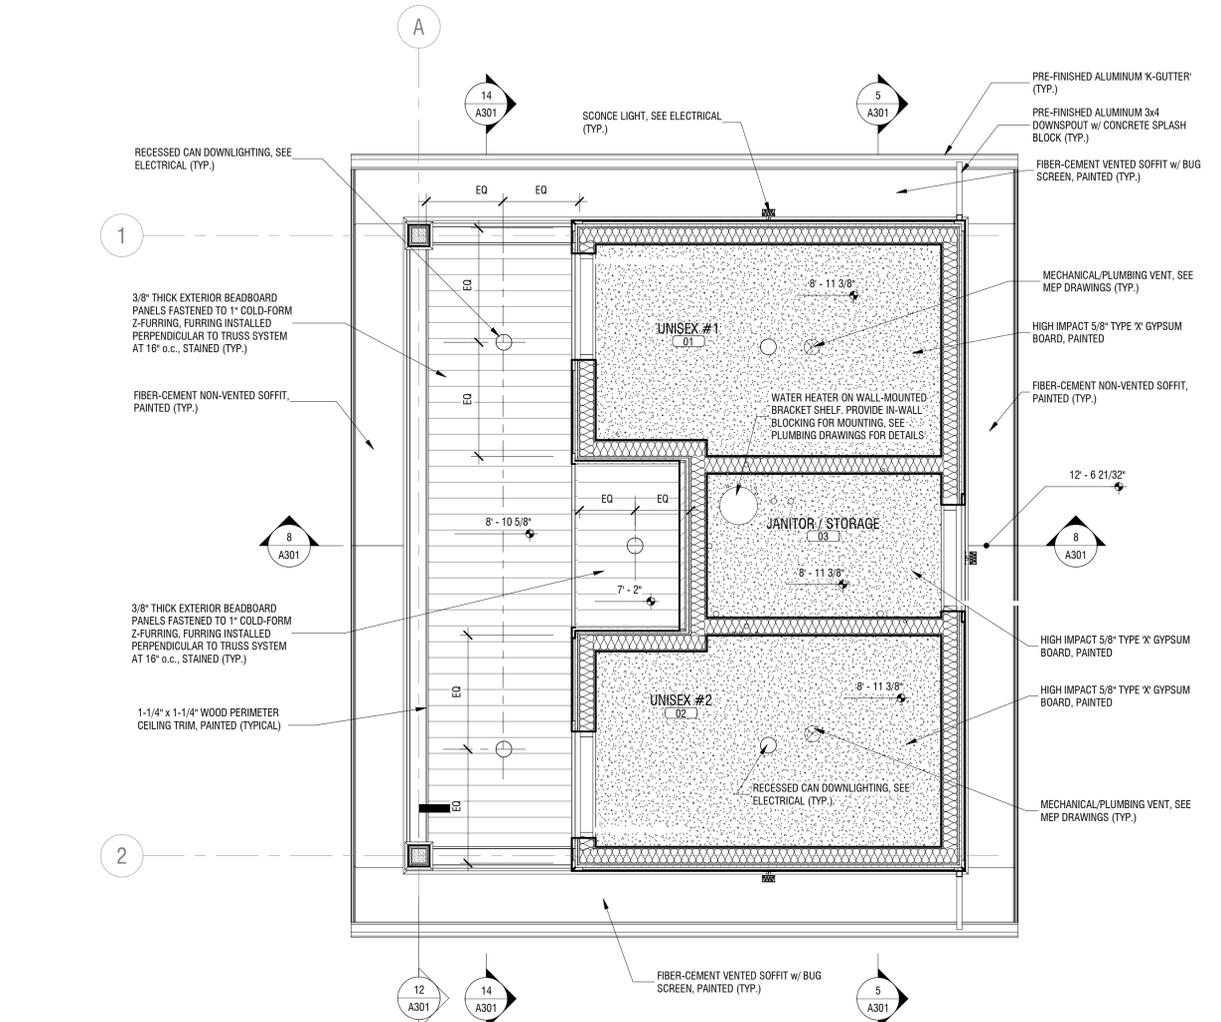 A
14
A301
5
A301
PRE-FINISHED ALUMINUM 'K-GUTTER'
(TYP.)
SCONCE LIGHT, SEE ELECTRICAL
(TYP.)
PRE-FINISHED ALUMINUM 3x4
DOWNSPOUT w/ CONCRETE SPLASH
BLOCK (TYP.)
RECESSED CAN DOWNLIGHTING, SEE
ELECTRICAL (TYP.)
FIBER-CEMENT VENTED SOFFIT w/ BUG
SCREEN, PAINTED (TYP.)
EQ
EQ
1
EQ
8' - 11 3/8"
MECHANICAL/PLUMBING VENT, SEE
MEP DRAWINGS (TYP.)
3/8" THICK EXTERIOR BEADBOARD
PANELS FASTENED TO 1" COLD-FORM
Z-FURRING, FURRING INSTALLED
PERPENDICULAR TO TRUSS SYSTEM
AT 16" o.c., STAINED (TYP.)
UNISEX #1
01
HIGH IMPACT 5/8" TYPE 'X' GYPSUM
BOARD, PAINTED
FIBER-CEMENT NON-VENTED SOFFIT,
PAINTED (TYP.)
EQ
WATER HEATER ON WALL-MOUNTED
BRACKET SHELF. PROVIDE IN-WALL
BLOCKING FOR MOUNTING, SEE
PLUMBING DRAWINGS FOR DETAILS
FIBER-CEMENT NON-VENTED SOFFIT,
PAINTED (TYP.)
12' - 6 21/32"
EQ
EQ
8' - 10 5/8"
JANITOR / STORAGE
03
8
A301
8
A301
8' - 11 3/8"
7' - 2"
3/8" THICK EXTERIOR BEADBOARD
PANELS FASTENED TO 1" COLD-FORM
Z-FURRING, FURRING INSTALLED
PERPENDICULAR TO TRUSS SYSTEM
AT 16" o.c., STAINED (TYP.)
HIGH IMPACT 5/8" TYPE 'X' GYPSUM
BOARD, PAINTED
EQ
8' - 11 3/8"
HIGH IMPACT 5/8" TYPE 'X' GYPSUM
BOARD, PAINTED
UNISEX #2
02
1-1/4" x 1-1/4" WOOD PERIMETER
CEILING TRIM, PAINTED (TYPICAL)
RECESSED CAN DOWNLIGHTING, SEE
ELECTRICAL (TYP.)
EQ
MECHANICAL/PLUMBING VENT, SEE
MEP DRAWINGS (TYP.)
2
FIBER-CEMENT VENTED SOFFIT w/ BUG
SCREEN, PAINTED (TYP.)
12
A301
14
A301
5
A301